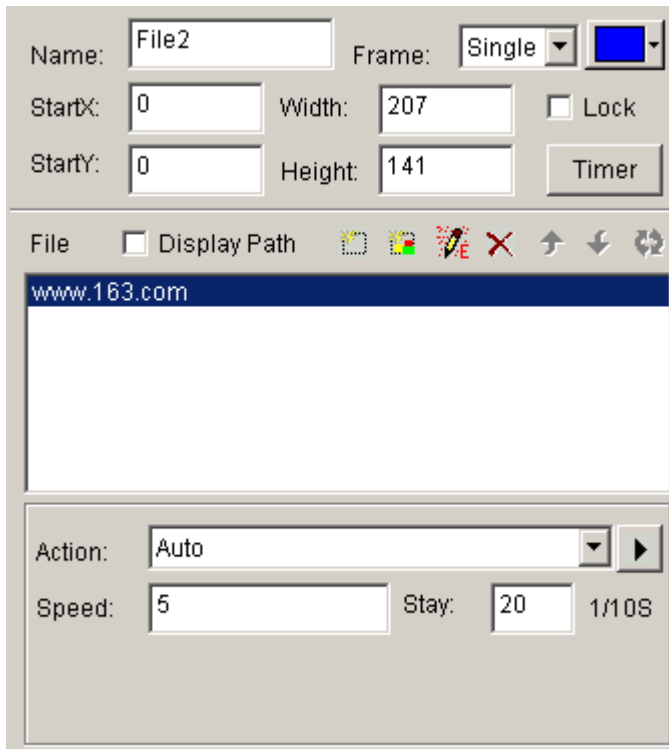 Name: File2 Frame: Single
StartX: 0 Width: 207 Lock
StartY: 0 Height: 141 Timer
File Display Path E
www.163.com
Action: Auto
Speed: 5 Stay: 20 1/10S